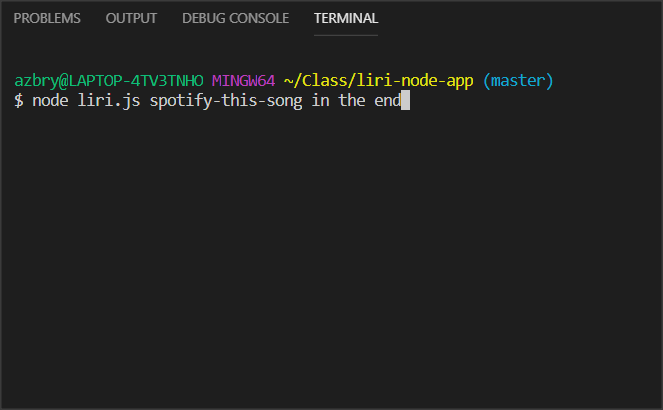 PROBLEMS OUTPUT DEBUG CONSOLE TERMINAL
azbry@LAPTOP-4TV3TNHO MINGW64 ~/Class/liri-node-app (master)
$ node liri.js spotify-this-song in the end